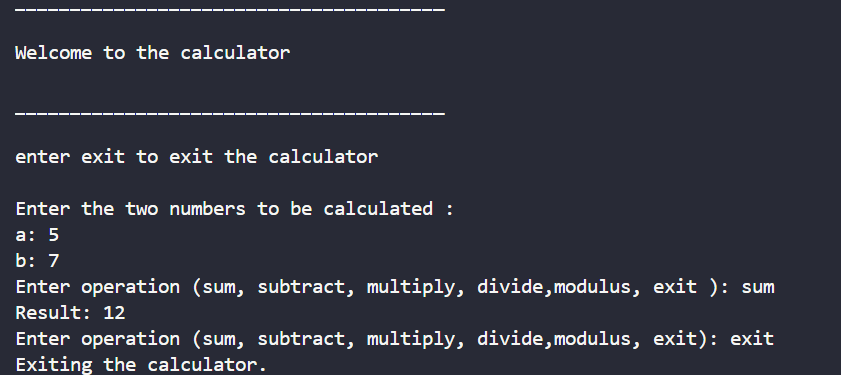 _______________________________________
Welcome to the calculator
_______________________________________
enter exit to exit the calculator
Enter the two numbers to be calculated :
a: 5
b: 7
Enter operation (sum, subtract, multiply, divide,modulus, exit ): sum
Result: 12
Enter operation (sum, subtract, multiply, divide,modulus, exit): exit
Exiting the calculator.